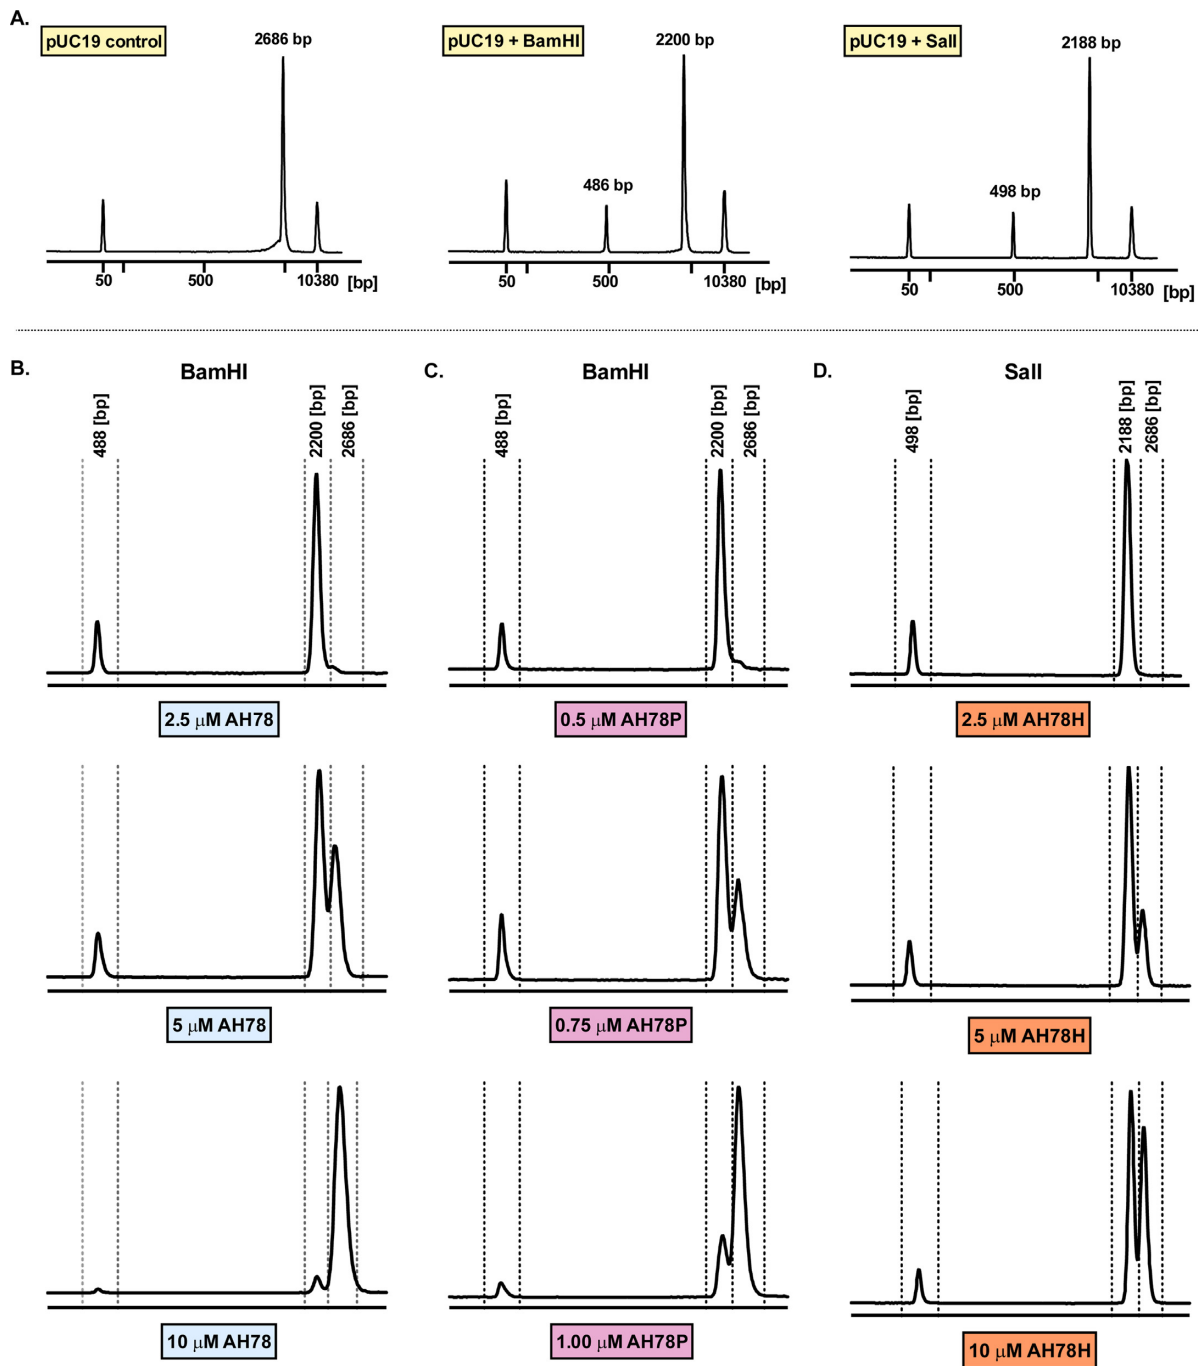 A.
pUC19 control
2686 bp
50
500
10380
[bp]
pUC19 + BamHI
486 bp
2200 bp
50
500
10380
[bp]
pUC19 + SalI
498 bp
2188 bp
50
500
10380
[bp]
B.
BamHI
488 [bp]
2200 [bp]
2686 [bp]
2.5 μM AH78
5 μM AH78
10 μM AH78
C.
BamHI
488 [bp]
2200 [bp]
2686 [bp]
0.5 μM AH78P
0.75 μM AH78P
1.00 μM AH78P
D.
SalI
498 [bp]
2188 [bp]
2686 [bp]
2.5 μM AH78H
5 μM AH78H
10 μM AH78H